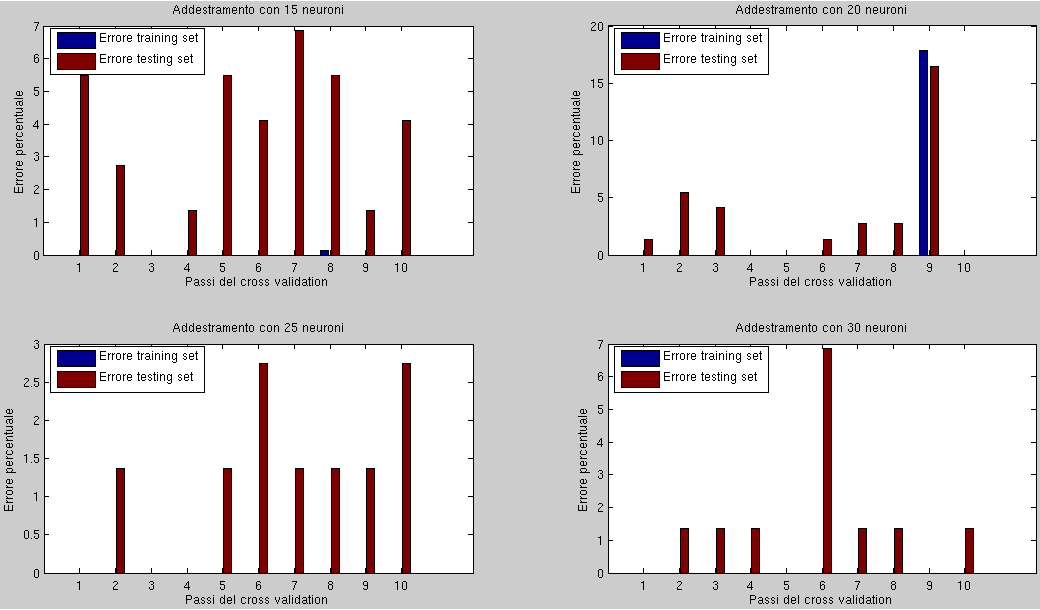 Addestramento con 15 neuroni
Errore training set
Errore testing set
Errore percentuale
7
6
5
4
3
2
1
0
1 2 3 4 5 6 7 8 9 10
Passi del cross validation
Addestramento con 20 neuroni
Errore training set
Errore testing set
Errore percentuale
20
15
10
5
0
1 2 3 4 5 6 7 8 9 10
Passi del cross validation
Addestramento con 25 neuroni
Errore training set
Errore testing set
Errore percentuale
3
2.5
2
1.5
1
0.5
0
1 2 3 4 5 6 7 8 9 10
Passi del cross validation
Addestramento con 30 neuroni
Errore training set
Errore testing set
Errore percentuale
7
6
5
4
3
2
1
0
1 2 3 4 5 6 7 8 9 10
Passi del cross validation